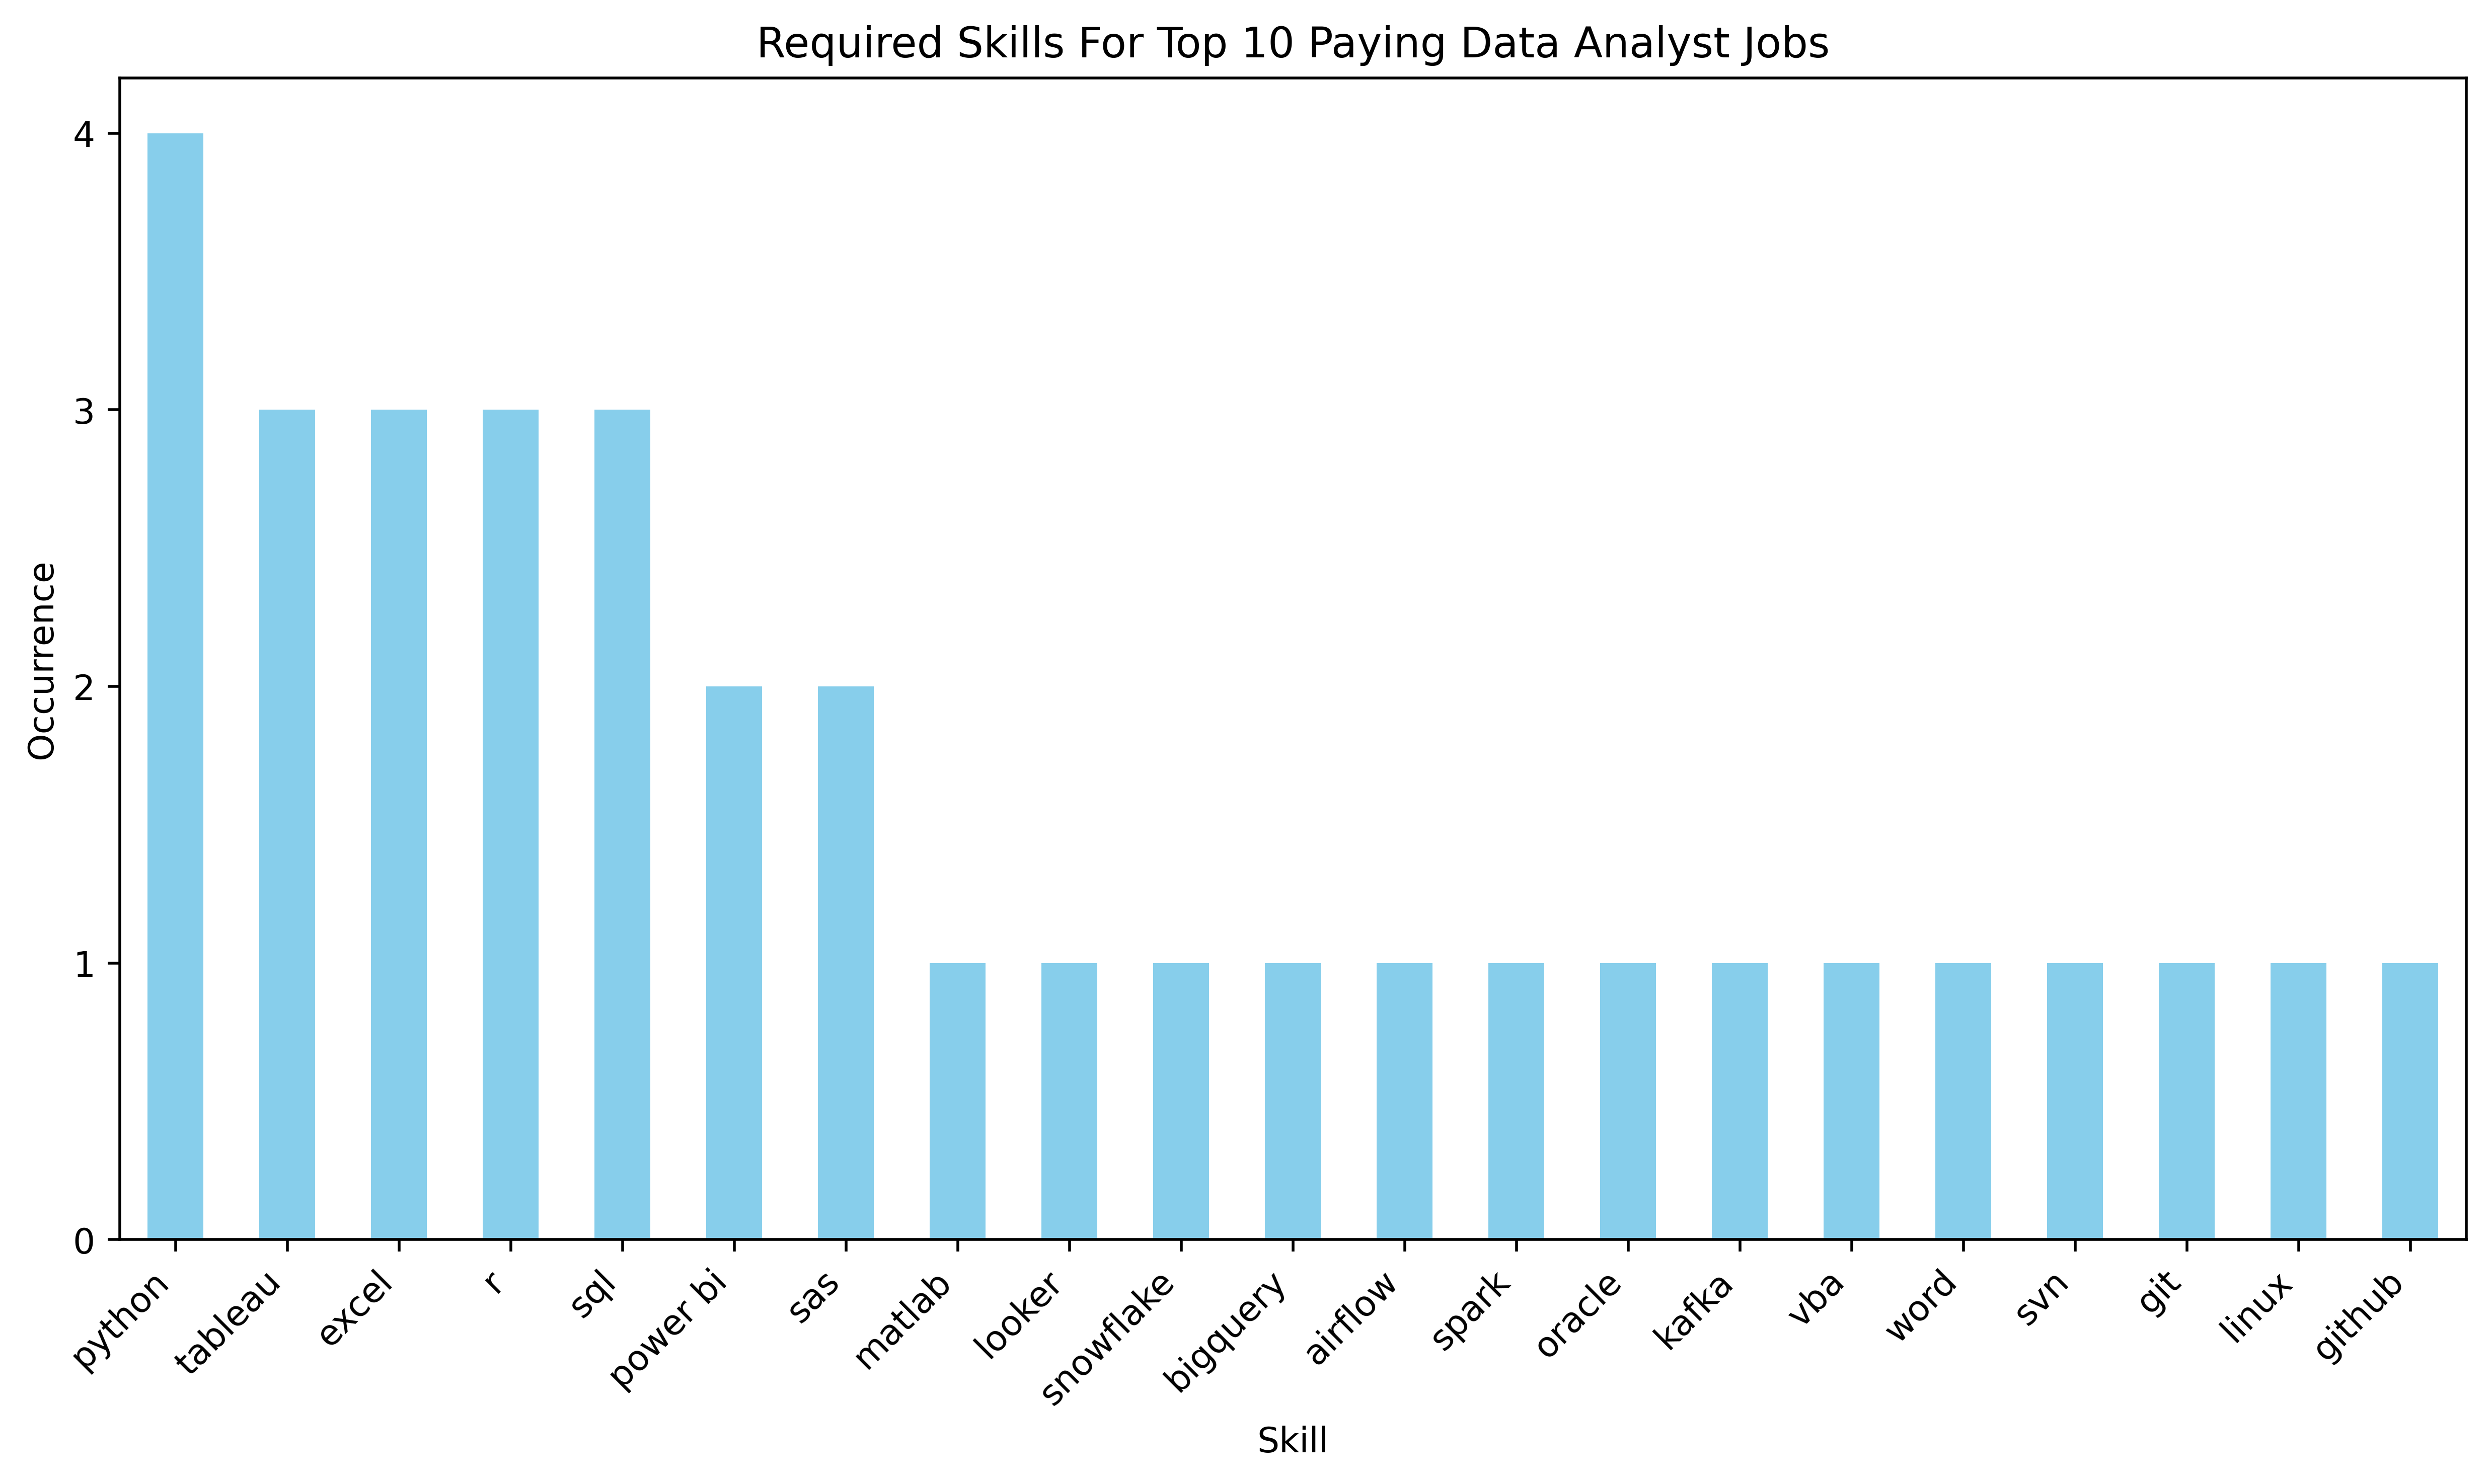 Required Skills For Top 10 Paying Data Analyst Jobs
Occurrence
4
3
2
1
0
python
tableau
excel
r
sql
power bi
sas
matlab
looker
snowflake
bigquery
airflow
spark
oracle
kafka
vba
word
svn
git
linux
github
Skill